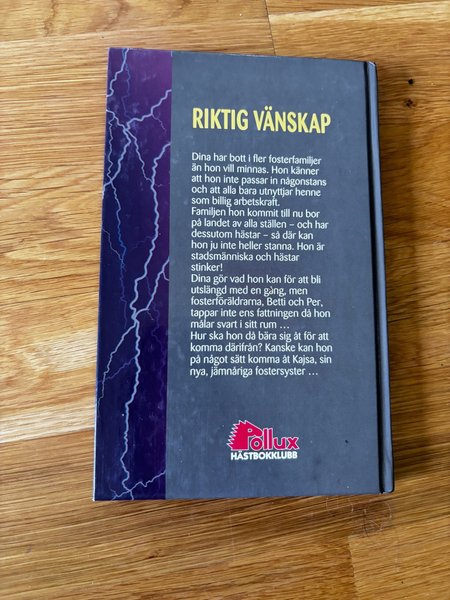 RIKTIG VÄNSKAP
Dina har bott i fler fosterfamiljer
än hon vill minnas. Hon känner
att hon inte passar in någonstans
och att alla bara utnyttjar henne
som billig arbetskraft.
Familjen hon kommit till nu bor
på landet av alla ställen – och har
dessutom hästar – så där kan
hon ju inte heller stanna. Hon är
stadsmänniska och hästar
stinker!
Dina gör vad hon kan för att bli
utslängd med en gång, men
fosterföräldrarna, Betti och Per,
tappar inte ens fattningen då hon
målar svart i sitt rum ...
Hur ska hon då bära sig åt för att
komma därifrån? Kanske kan hon
på något sätt komma åt Kajsa, sin
nya, jämnåriga fostersyster ...
Pollux
HÄSTBOKKLUBB